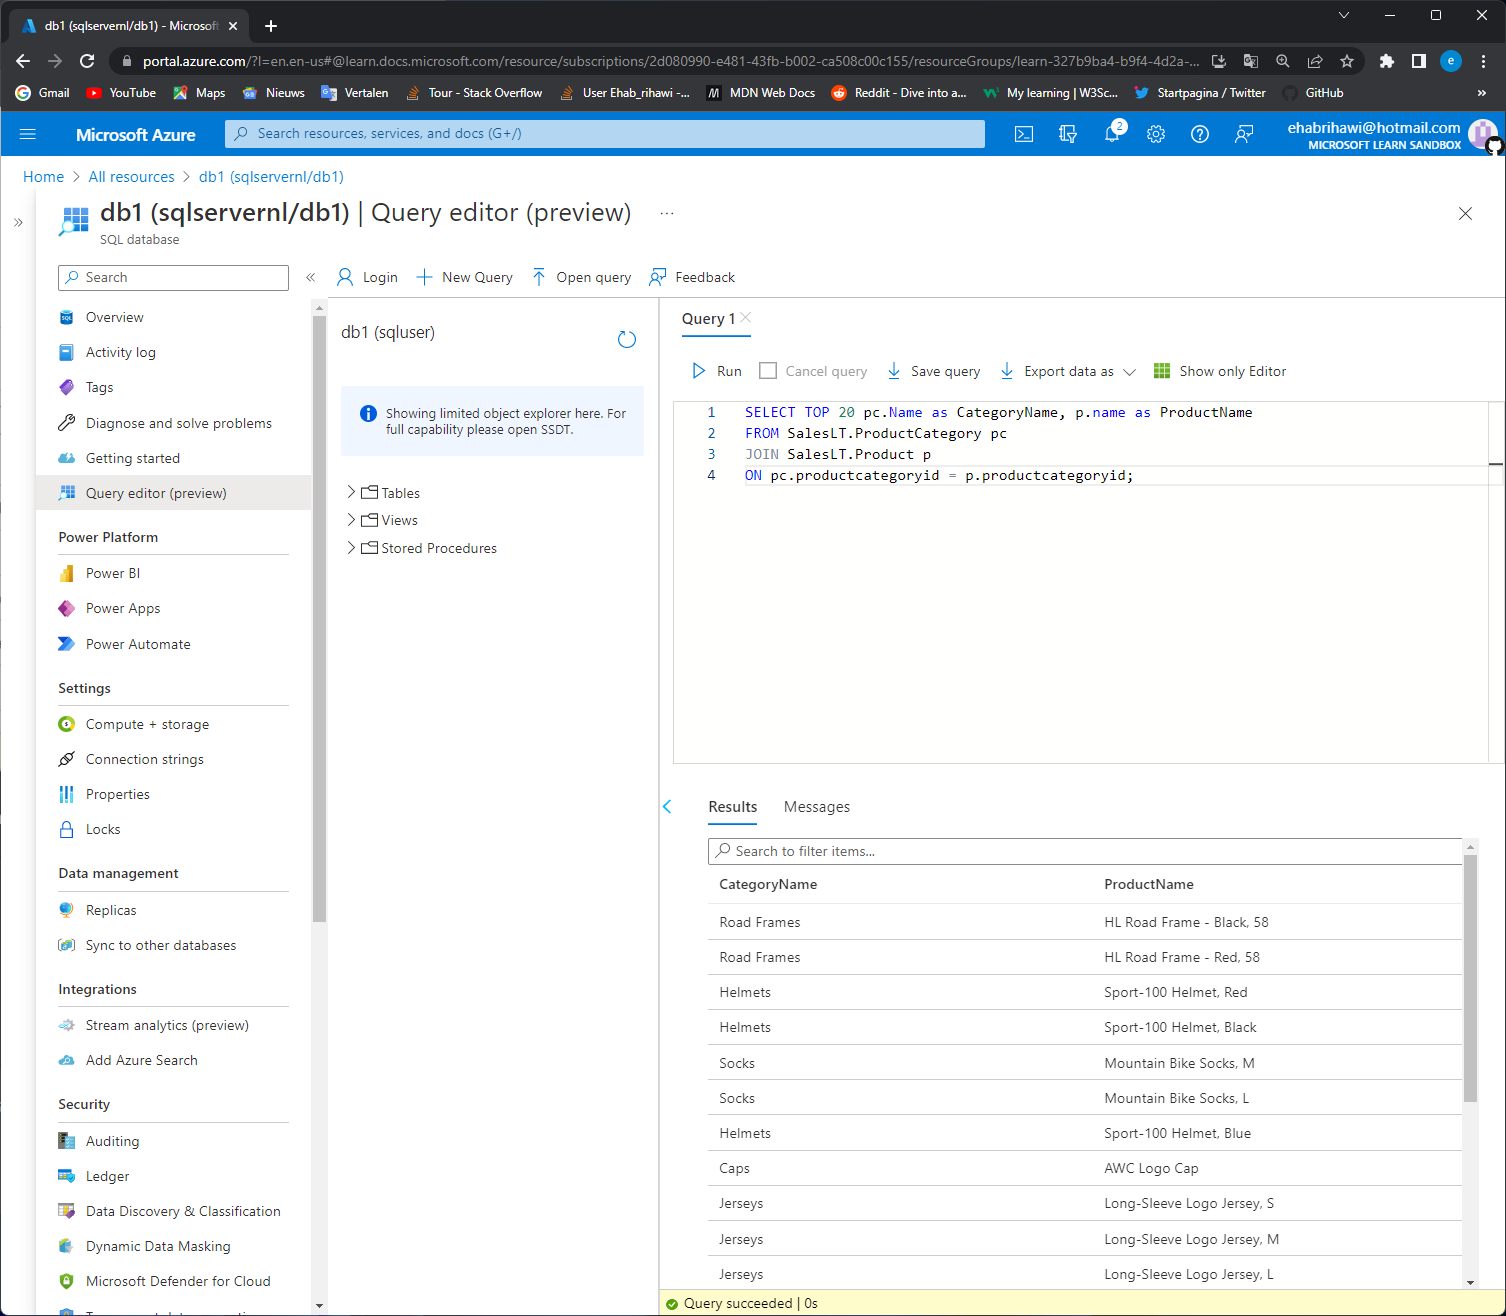 db1 (sqlservernl/db1) - Microsoft
portal.azure.com/?l=en.en-us#@learn.docs.microsoft.com/resource/subscriptions/2d080990-e481-43fb-b002-ca508c00c155/resourceGroups/learn-327b9ba4-b9f4-4d2a-...
e
Gmail YouTube Maps Nieuws Vertalen Tour - Stack Overflow User Ehab_rihawi -... MDN Web Docs Reddit - Dive into a... My learning | W3Sc... Startpagina / Twitter GitHub »
Microsoft Azure
Search resources, services, and docs (G+/)
2
ehabrihawi@hotmail.com
MICROSOFT LEARN SANDBOX
Home > All resources > db1 (sqlservernl/db1)
db1 (sqlservernl/db1) | Query editor (preview) ...
SQL database
Search
Login New Query Open query Feedback
Overview
Activity log
Tags
Diagnose and solve problems
Getting started
Query editor (preview)
Power Platform
Power BI
Power Apps
Power Automate
Settings
Compute + storage
Connection strings
Properties
Locks
Data management
Replicas
Sync to other databases
Integrations
Stream analytics (preview)
Add Azure Search
Security
Auditing
Ledger
Data Discovery & Classification
Dynamic Data Masking
Microsoft Defender for Cloud
db1 (sqluser)
Showing limited object explorer here. For
full capability please open SSDT.
Tables
Views
Stored Procedures
Query 1
Run Cancel query Save query Export data as Show only Editor
1 SELECT TOP 20 pc.Name as CategoryName, p.name as ProductName
2 FROM SalesLT.ProductCategory pc
3 JOIN SalesLT.Product p
4 ON pc.productcategoryid = p.productcategoryid;
Results Messages
Search to filter items...
CategoryName ProductName
Road Frames HL Road Frame - Black, 58
Road Frames HL Road Frame - Red, 58
Helmets Sport-100 Helmet, Red
Helmets Sport-100 Helmet, Black
Socks Mountain Bike Socks, M
Socks Mountain Bike Socks, L
Helmets Sport-100 Helmet, Blue
Caps AWC Logo Cap
Jerseys Long-Sleeve Logo Jersey, S
Jerseys Long-Sleeve Logo Jersey, M
Jerseys Long-Sleeve Logo Jersey, L
Query succeeded | 0s